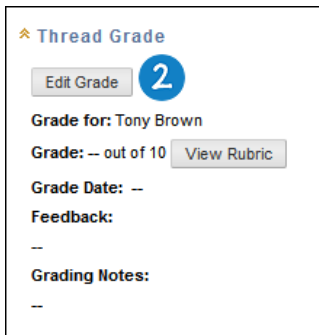 Thread Grade
Edit Grade 2
Grade for: Tony Brown
Grade: -- out of 10 View Rubric
Grade Date: --
Feedback:
--
Grading Notes:
--